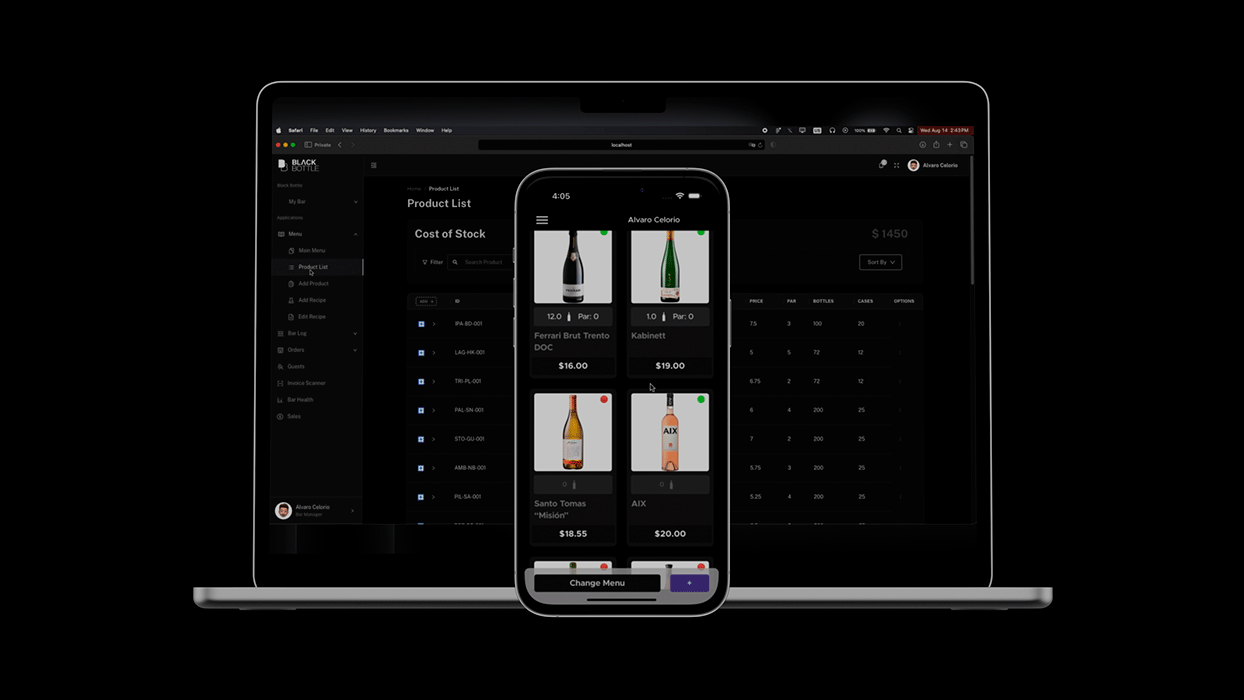 Safari File Edit View History Bookmarks Window Help
100%
Wed Aug 14 2:43PM
Private
localhost
BLACK
BOTTLE
Alvaro Celorio
Black Bottle
My Bar
Applications
Menu
Main Menu
Product List
Add Product
Add Recipe
Edit Recipe
Bar Log
Orders
Guests
Invoice Scanner
Bar Health
Sales
Alvaro Celorio
Bar Manager
Home / Product List
Product List
Cost of Stock
$ 1450
Filter
Search Product
Sort By
ID
PRICE PAR BOTTLES CASES OPTIONS
IPA-BD-001
7.5 3 100 20
LAG-HK-001
5 5 72 12
TRI-PL-001
6.75 2 72 12
PAL-SN-001
6 4 200 25
STO-GU-001
7 2 200 25
AMB-NB-001
5.75 3 200 25
PIL-SA-001
5.25 4 200 25
4:05
Alvaro Celorio
12.0 Par: 0
1.0 Par: 0
Ferrari Brut Trento
DOC
Kabinett
$16.00
$19.00
AIX
Santo Tomas
“Misión”
AIX
$18.55
$20.00
Change Menu
+